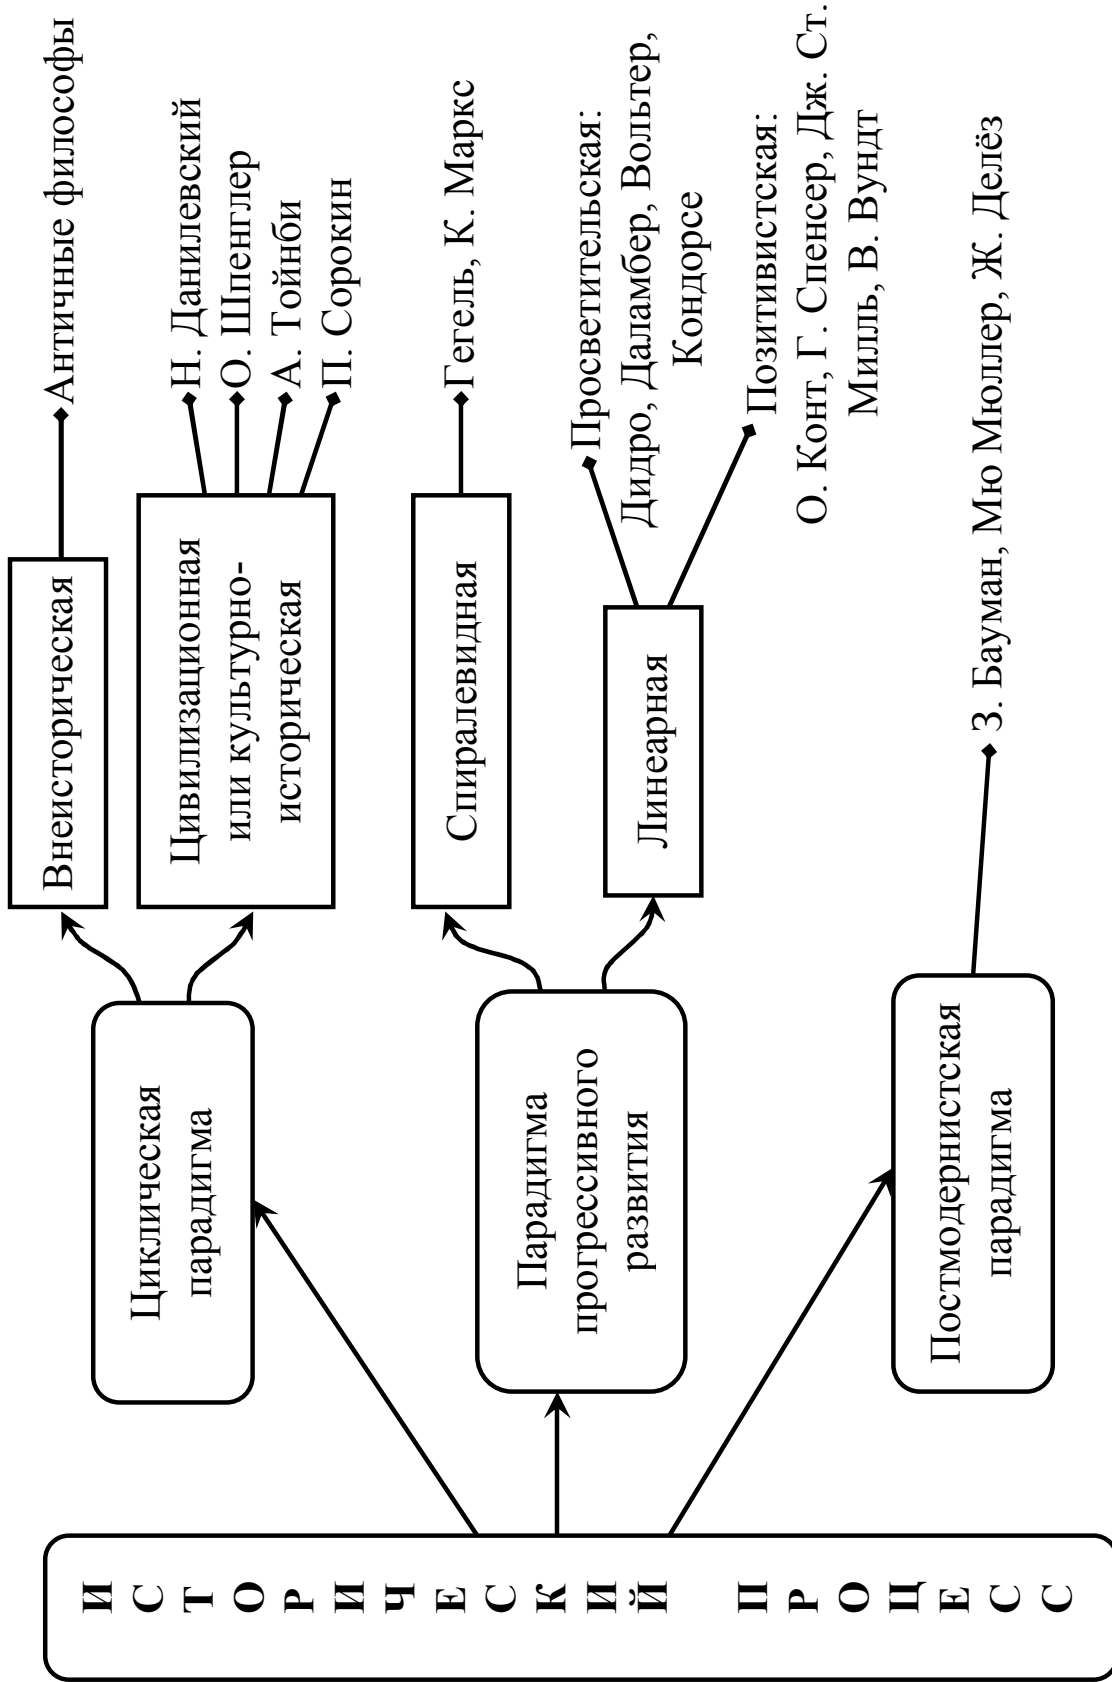 ИСТОРИЧЕСКИЙ ПРОЦЕСС
Циклическая
парадигма
Внеисторическая
Античные философы
Цивилизационная
или культурно-
историческая
Н. Данилевский
О. Шпенглер
А. Тойнби
П. Сорокин
Парадигма
прогрессивного
развития
Спиралевидная
Гегель, К. Маркс
Линеарная
Просветительская:
Дидро, Даламбер, Вольтер,
Кондорсе
Позитивистская:
О. Конт, Г. Спенсер, Дж. Ст.
Милль, В. Вундт
Постмодернистская
парадигма
З. Бауман, Мю Мюллер, Ж. Делёз